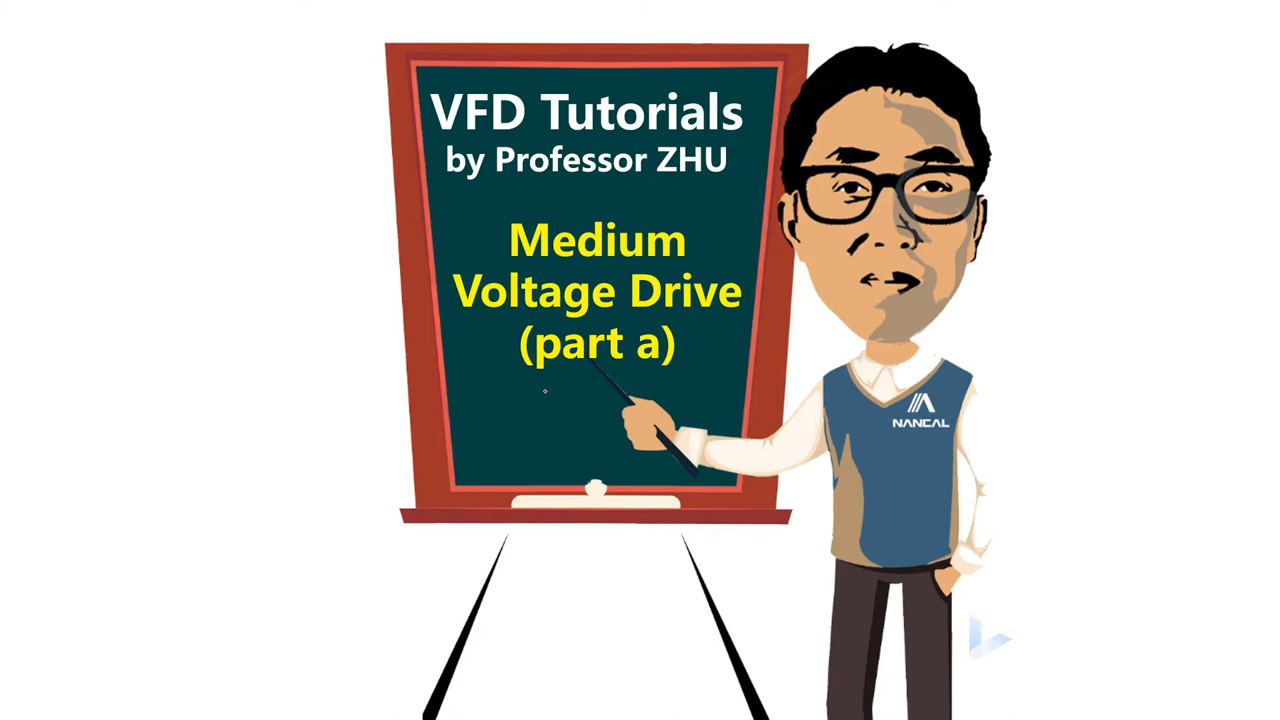 VFD Tutorials
by Professor ZHU
Medium
Voltage Drive
(part a)
NANCAL